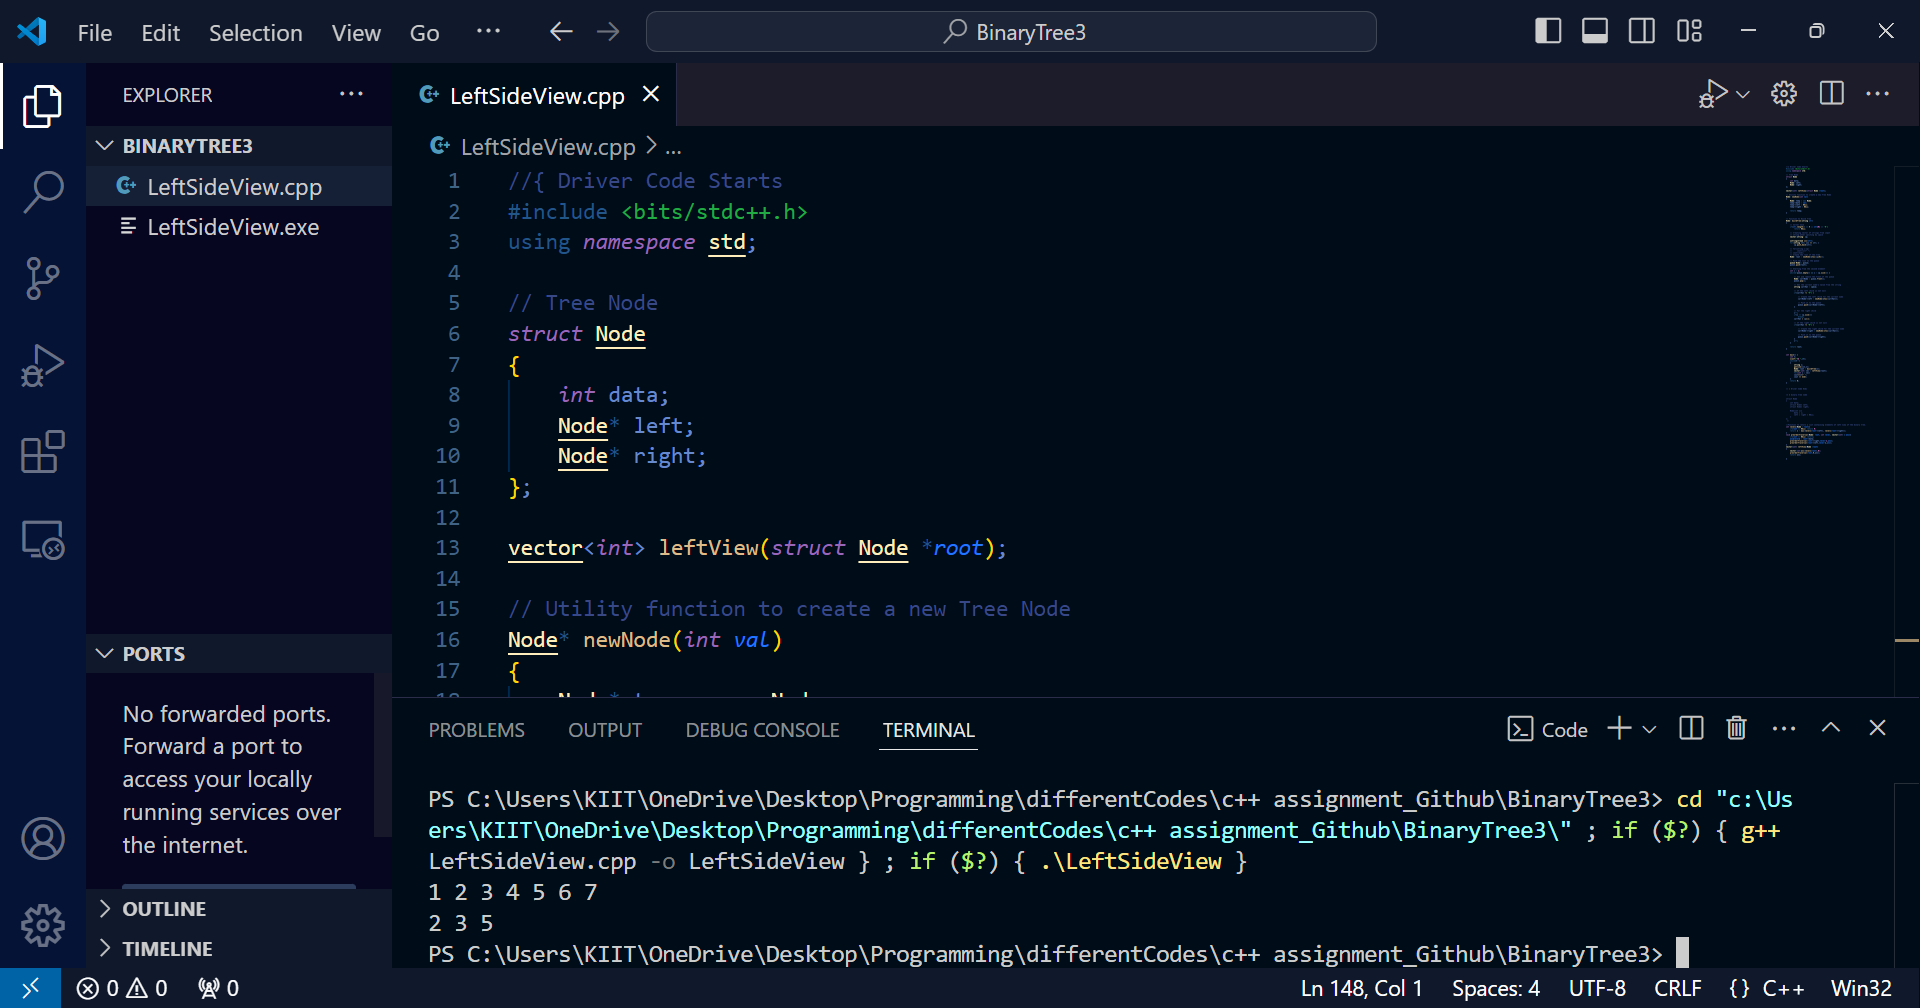 File Edit Selection View Go ··· BinaryTree3
EXPLORER ···
BINARYTREE3
LeftSideView.cpp
LeftSideView.exe
PORTS
No forwarded ports.
Forward a port to
access your locally
running services over
the internet.
OUTLINE
TIMELINE
LeftSideView.cpp
LeftSideView.cpp > ...
1 //{ Driver Code Starts
2 #include <bits/stdc++.h>
3 using namespace std;
4
5 // Tree Node
6 struct Node
7 {
8 int data;
9 Node* left;
10 Node* right;
11 };
12
13 vector<int> leftView(struct Node *root);
14
15 // Utility function to create a new Tree Node
16 Node* newNode(int val)
17 {
PROBLEMS OUTPUT DEBUG CONSOLE TERMINAL Code
PS C:\Users\KIIT\OneDrive\Desktop\Programming\differentCodes\c++ assignment_Github\BinaryTree3> cd "c:\Us
ers\KIIT\OneDrive\Desktop\Programming\differentCodes\c++ assignment_Github\BinaryTree3\" ; if ($?) { g++
LeftSideView.cpp -o LeftSideView } ; if ($?) { .\LeftSideView }
1 2 3 4 5 6 7
2 3 5
PS C:\Users\KIIT\OneDrive\Desktop\Programming\differentCodes\c++ assignment_Github\BinaryTree3>
0 0 0 Ln 148, Col 1 Spaces: 4 UTF-8 CRLF {} C++ Win32